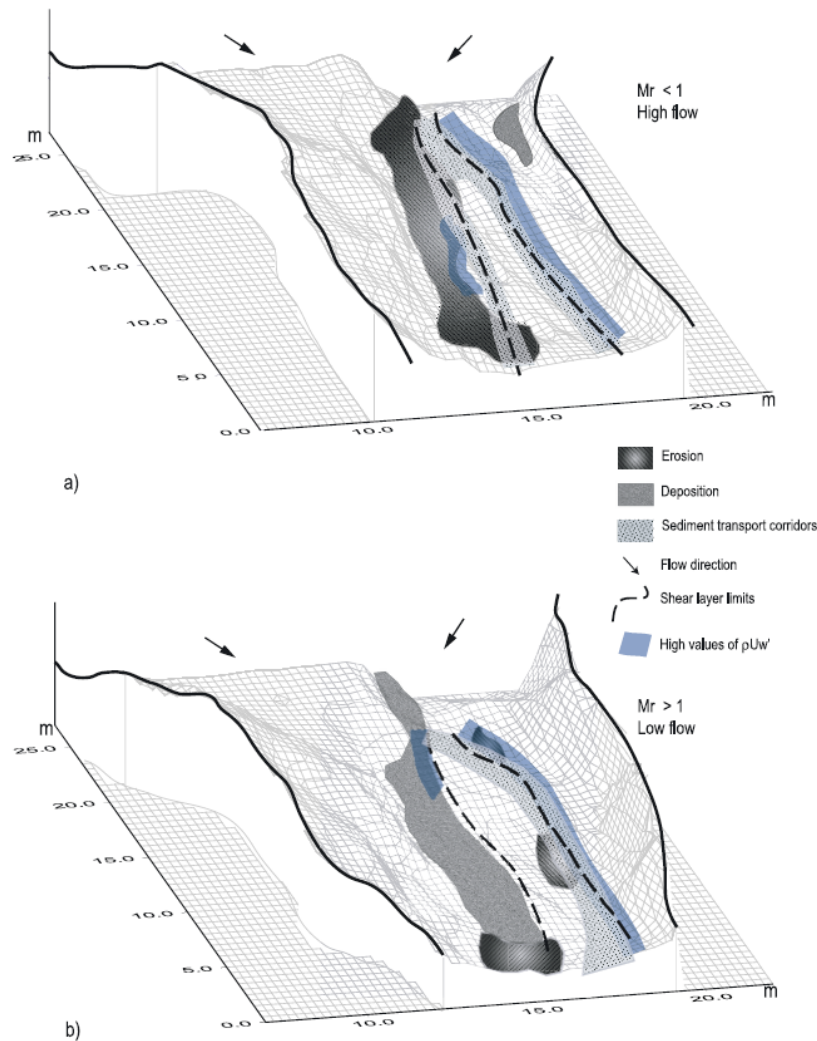 Mr < 1
High flow
m
25.0
20.0
15.0
10.0
5.0
0.0
10.0
15.0
20.0
m
a)
Erosion
Deposition
Sediment transport corridors
Flow direction
Shear layer limits
High values of ρUw'
Mr > 1
Low flow
m
25.0
20.0
15.0
10.0
5.0
0.0
10.0
15.0
20.0
m
b)